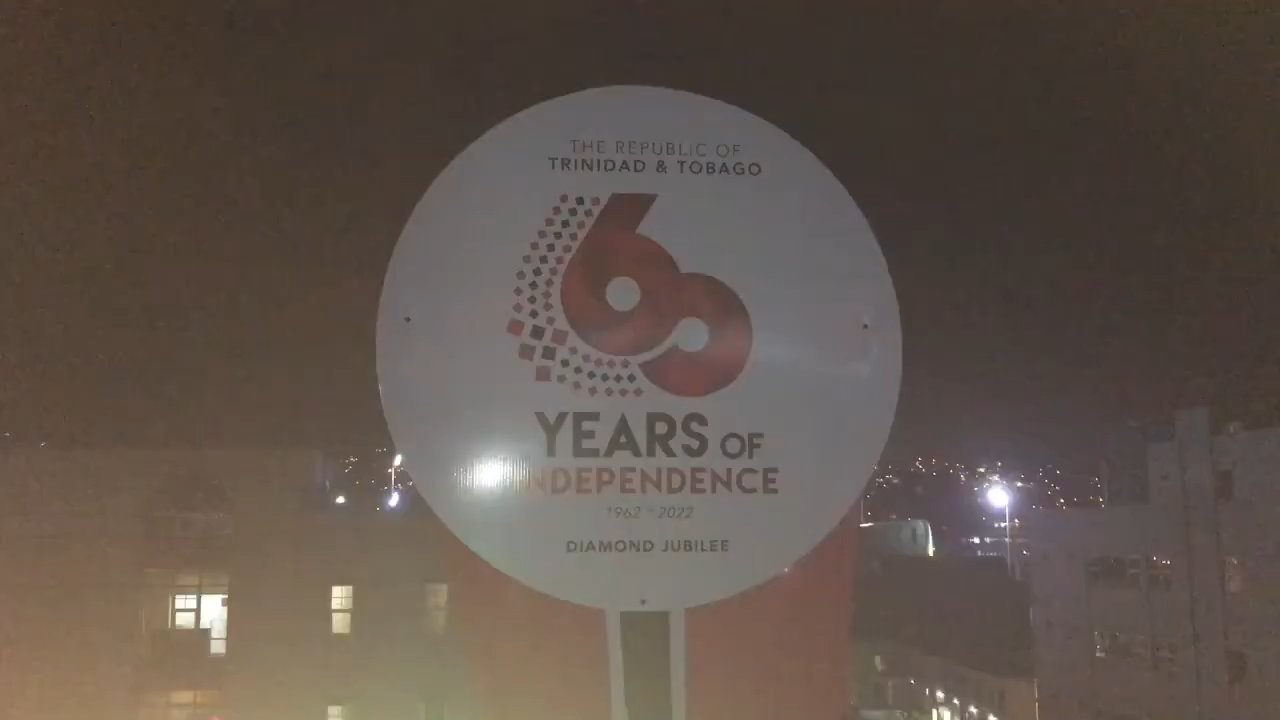 THE REPUBLIC OF
TRINIDAD & TOBAGO
60
YEARS OF
INDEPENDENCE
1962 - 2022
DIAMOND JUBILEE